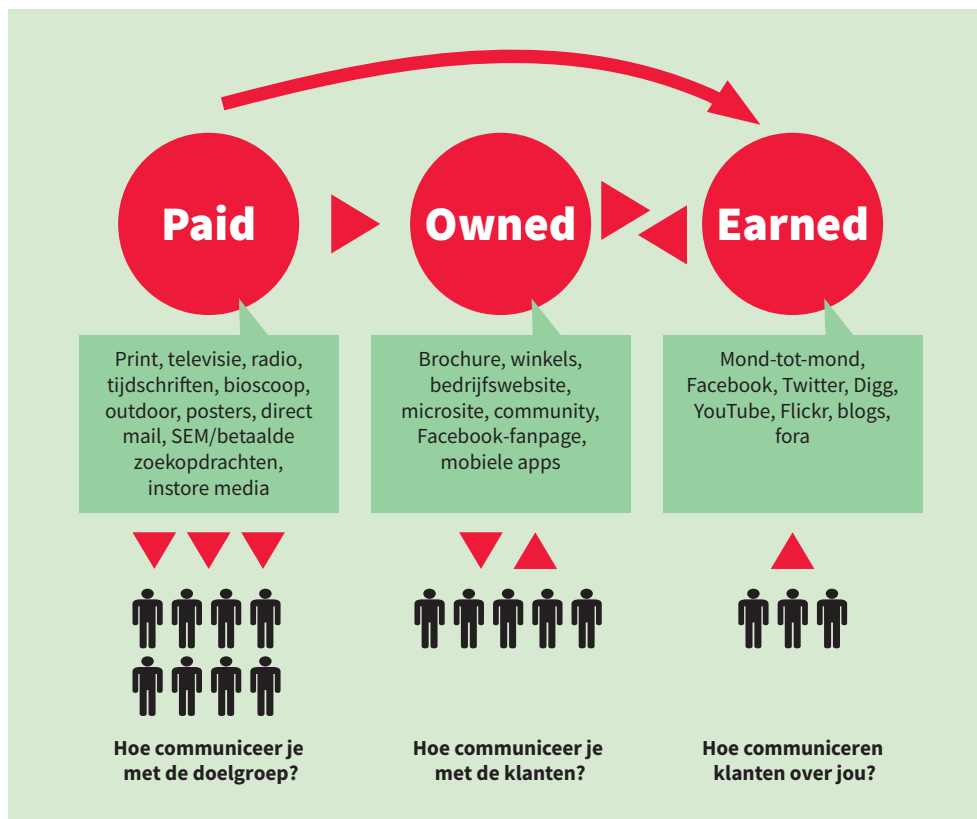 Paid
Owned
Earned
Print, televisie, radio,
tijdschriften, bioscoop,
outdoor, posters, direct
mail, SEM/betaalde
zoekopdrachten,
instore media
Brochure, winkels,
bedrijfswebsite,
microsite, community,
Facebook-fanpage,
mobiele apps
Mond-tot-mond,
Facebook, Twitter, Digg,
YouTube, Flickr, blogs,
fora
Hoe communiceer je
met de doelgroep?
Hoe communiceer je
met de klanten?
Hoe communiceren
klanten over jou?